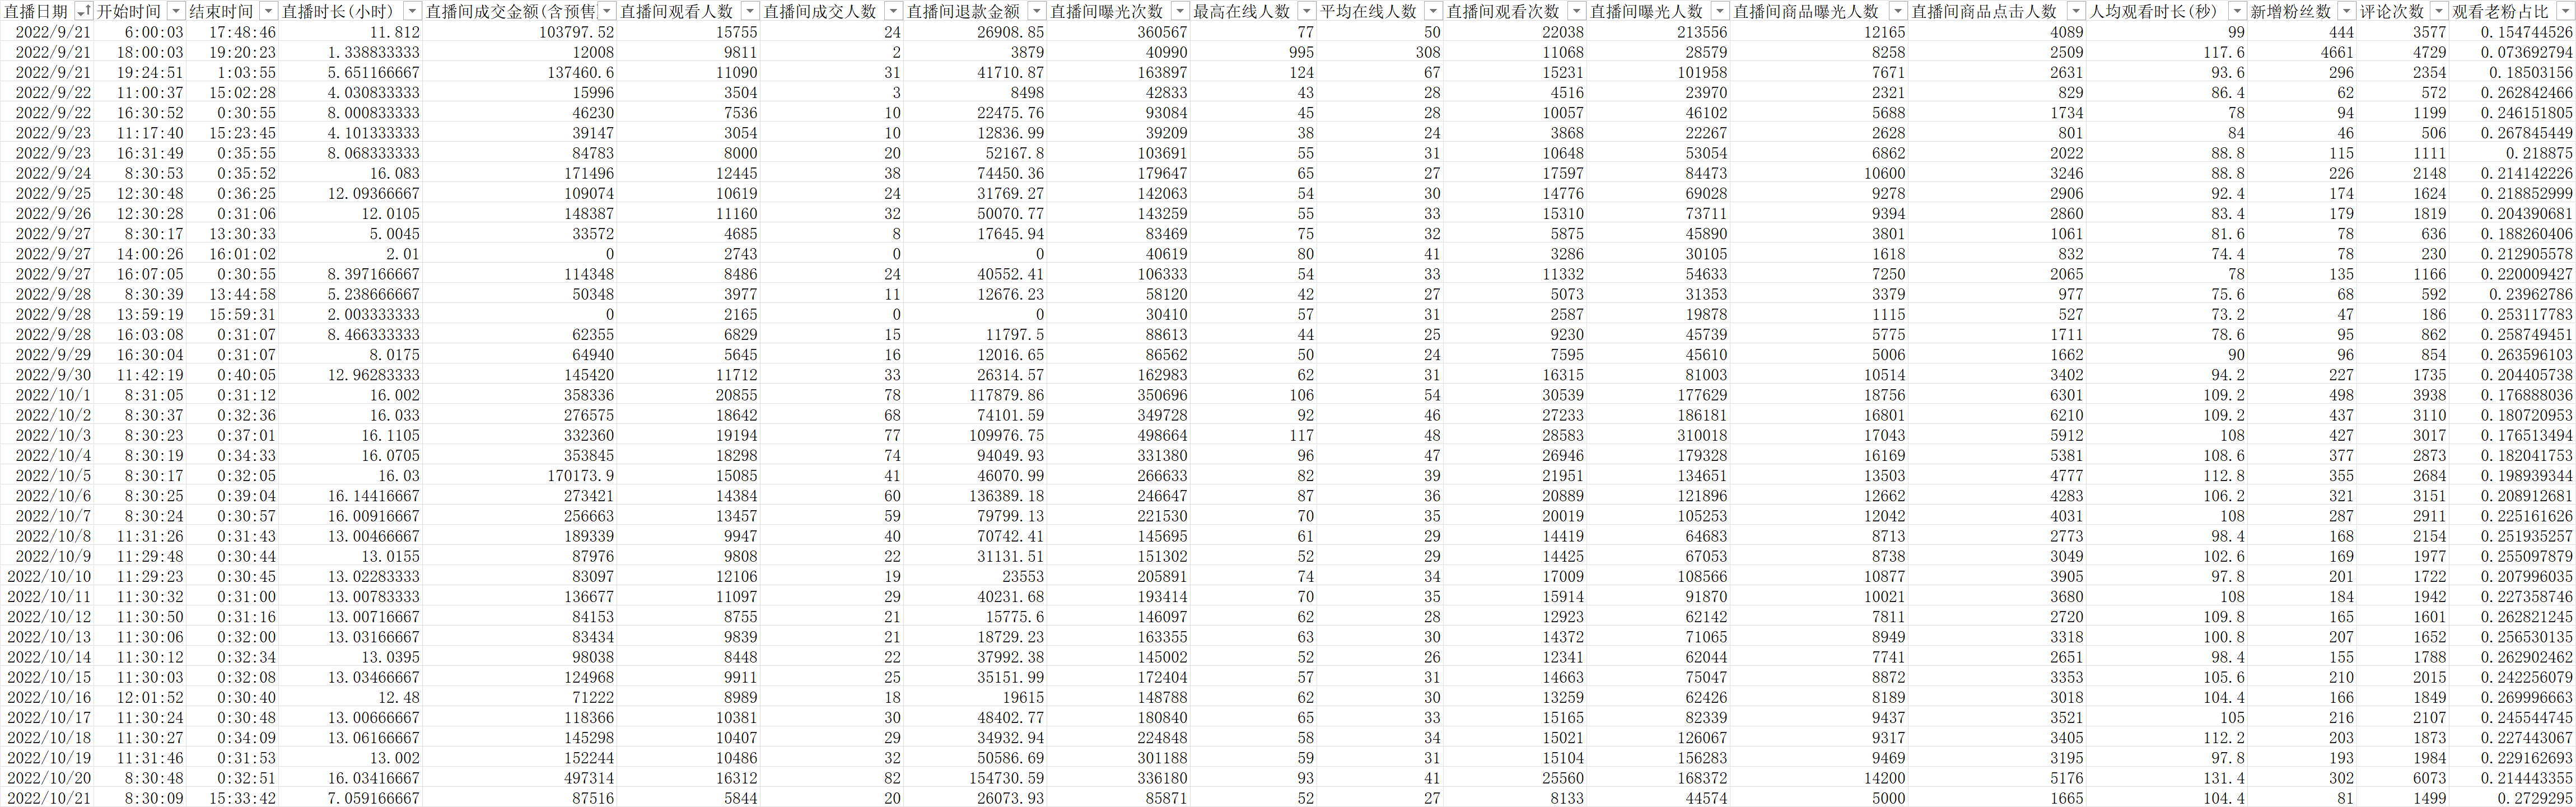 直播日期 开始时间 结束时间 直播时长(小时) 直播间成交金额(含预售 直播间观看人数 直播间成交人数 直播间退款金额 直播间曝光次数 最高在线人数 平均在线人数 直播间观看次数 直播间曝光人数 直播间商品曝光人数 直播间商品点击人数 人均观看时长(秒) 新增粉丝数 评论次数 观看老粉占比
2022/9/21 6:00:03 17:48:46 11.812 103797.52 15755 24 26908.85 360567 77 50 22038 213556 12165 4089 99 444 3577 0.154744526
2022/9/21 18:00:03 19:20:23 1.338833333 12008 9811 2 3879 40990 995 308 11068 28579 8258 2509 117.6 4661 4729 0.073692794
2022/9/21 19:24:51 1:03:55 5.651166667 137460.6 11090 31 41710.87 163897 124 67 15231 101958 7671 2631 93.6 296 2354 0.18503156
2022/9/22 11:00:37 15:02:28 4.030833333 15996 3504 3 8498 42833 43 28 4516 23970 2321 829 86.4 62 572 0.262842466
2022/9/22 16:30:52 0:30:55 8.000833333 46230 7536 10 22475.76 93084 45 28 10057 46102 5688 1734 78 94 1199 0.246151805
2022/9/23 11:17:40 15:23:45 4.101333333 39147 3054 10 12836.99 39209 38 24 3868 22267 2628 801 84 46 506 0.267845449
2022/9/23 16:31:49 0:35:55 8.068333333 84783 8000 20 52167.8 103691 55 31 10648 53054 6862 2022 88.8 115 1111 0.218875
2022/9/24 8:30:53 0:35:52 16.083 171496 12445 38 74450.36 179647 65 27 17597 84473 10600 3246 88.8 226 2148 0.214142226
2022/9/25 12:30:48 0:36:25 12.09366667 109074 10619 24 31769.27 142063 54 30 14776 69028 9278 2906 92.4 174 1624 0.218852999
2022/9/26 12:30:28 0:31:06 12.0105 148387 11160 32 50070.77 143259 55 33 15310 73711 9394 2860 83.4 179 1819 0.204390681
2022/9/27 8:30:17 13:30:33 5.0045 33572 4685 8 17645.94 83469 75 32 5875 45890 3801 1061 81.6 78 636 0.188260406
2022/9/27 14:00:26 16:01:02 2.01 0 2743 0 0 40619 80 41 3286 30105 1618 832 74.4 78 230 0.212905578
2022/9/27 16:07:05 0:30:55 8.397166667 114348 8486 24 40552.41 106333 54 33 11332 54633 7250 2065 78 135 1166 0.220009427
2022/9/28 8:30:39 13:44:58 5.238666667 50348 3977 11 12676.23 58120 42 27 5073 31353 3379 977 75.6 68 592 0.23962786
2022/9/28 13:59:19 15:59:31 2.003333333 0 2165 0 0 30410 57 31 2587 19878 1115 527 73.2 47 186 0.253117783
2022/9/28 16:03:08 0:31:07 8.466333333 62355 6829 15 11797.5 88613 44 25 9230 45739 5775 1711 78.6 95 862 0.258749451
2022/9/29 16:30:04 0:31:07 8.0175 64940 5645 16 12016.65 86562 50 24 7595 45610 5006 1662 90 96 854 0.263596103
2022/9/30 11:42:19 0:40:05 12.96283333 145420 11712 33 26314.57 162983 62 31 16315 81003 10514 3402 94.2 227 1735 0.204405738
2022/10/1 8:31:05 0:31:12 16.002 358336 20855 78 117879.86 350696 106 54 30539 177629 18756 6301 109.2 498 3938 0.176888036
2022/10/2 8:30:37 0:32:36 16.033 276575 18642 68 74101.59 349728 92 46 27233 186181 16801 6210 109.2 437 3110 0.180720953
2022/10/3 8:30:23 0:37:01 16.1105 332360 19194 77 109976.75 498664 117 48 28583 310018 17043 5912 108 427 3017 0.176513494
2022/10/4 8:30:19 0:34:33 16.0705 353845 18298 74 94049.93 331380 96 47 26946 179328 16169 5381 108.6 377 2873 0.182041753
2022/10/5 8:30:17 0:32:05 16.03 170173.9 15085 41 46070.99 266633 82 39 21951 134651 13503 4777 112.8 355 2684 0.198939344
2022/10/6 8:30:25 0:39:04 16.14416667 273421 14384 60 136389.18 246647 87 36 20889 121896 12662 4283 106.2 321 3151 0.208912681
2022/10/7 8:30:24 0:30:57 16.00916667 256663 13457 59 79799.13 221530 70 35 20019 105253 12042 4031 108 287 2911 0.225161626
2022/10/8 11:31:26 0:31:43 13.00466667 189339 9947 40 70742.41 145695 61 29 14419 64683 8713 2773 98.4 168 2154 0.251935257
2022/10/9 11:29:48 0:30:44 13.0155 87976 9808 22 31131.51 151302 52 29 14425 67053 8738 3049 102.6 169 1977 0.255097879
2022/10/10 11:29:23 0:30:45 13.02283333 83097 12106 19 23553 205891 74 34 17009 108566 10877 3905 97.8 201 1722 0.207996035
2022/10/11 11:30:32 0:31:00 13.00783333 136677 11097 29 40231.68 193414 70 35 15914 91870 10021 3680 108 184 1942 0.227358746
2022/10/12 11:30:50 0:31:16 13.00716667 84153 8755 21 15775.6 146097 62 28 12923 62142 7811 2720 109.8 165 1601 0.262821245
2022/10/13 11:30:06 0:32:00 13.03166667 83434 9839 21 18729.23 163355 63 30 14372 71065 8949 3318 100.8 207 1652 0.256530135
2022/10/14 11:30:12 0:32:34 13.0395 98038 8448 22 37992.38 145002 52 26 12341 62044 7741 2651 98.4 155 1788 0.262902462
2022/10/15 11:30:03 0:32:08 13.03466667 124968 9911 25 35151.99 172404 57 31 14663 75047 8872 3353 105.6 210 2015 0.242256079
2022/10/16 12:01:52 0:30:40 12.48 71222 8989 18 19615 148788 62 30 13259 62426 8189 3018 104.4 166 1849 0.269996663
2022/10/17 11:30:24 0:30:48 13.00666667 118366 10381 30 48402.77 180840 65 33 15165 82339 9437 3521 105 216 2107 0.245544745
2022/10/18 11:30:27 0:34:09 13.06166667 145298 10407 29 34932.94 224848 58 34 15021 126067 9317 3405 112.2 203 1873 0.227443067
2022/10/19 11:31:46 0:31:53 13.002 152244 10486 32 50586.69 301188 59 31 15104 156283 9469 3195 97.8 193 1984 0.229162693
2022/10/20 8:30:48 0:32:51 16.03416667 497314 16312 82 154730.59 336180 93 41 25560 168372 14200 5176 131.4 302 6073 0.214443355
2022/10/21 8:30:09 15:33:42 7.059166667 87516 5844 20 26073.93 85871 52 27 8133 44574 5000 1665 104.4 81 1499 0.2729295